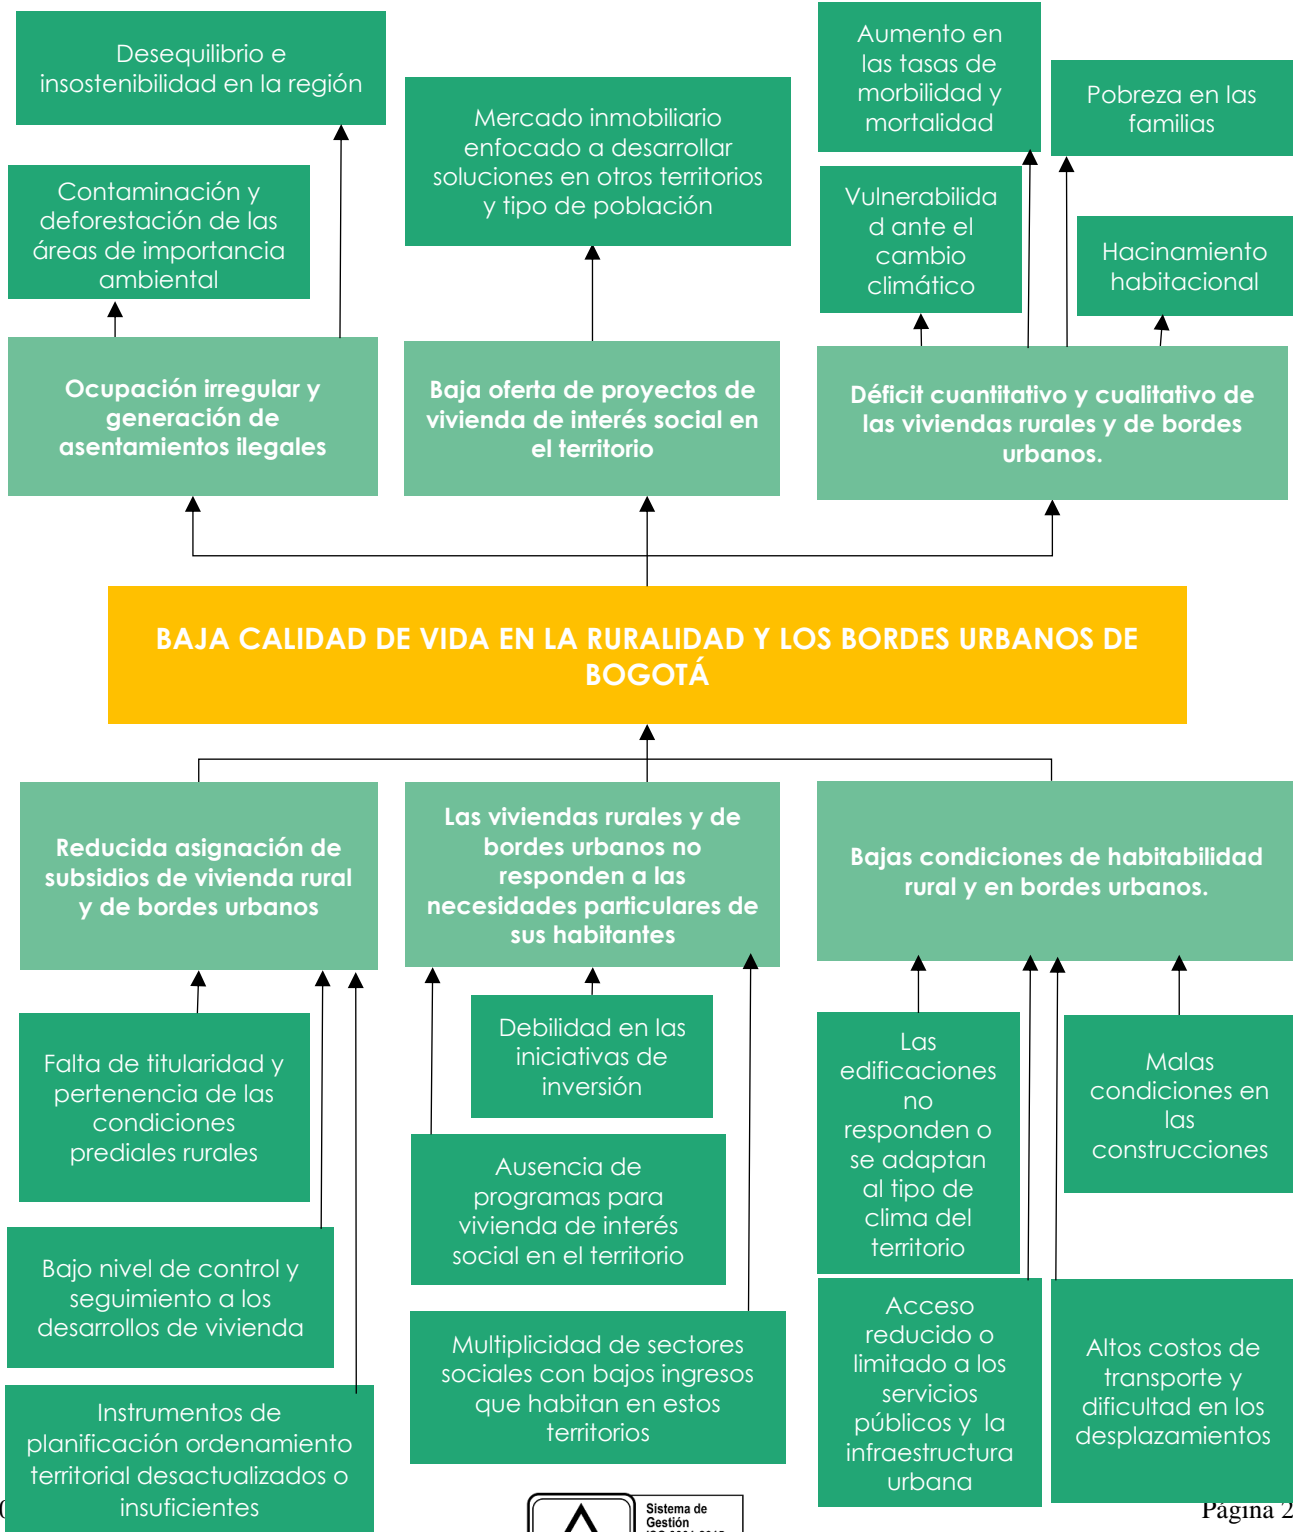 Desequilibrio e
insostenibilidad en la región
Mercado inmobiliario
enfocado a desarrollar
soluciones en otros territorios
y tipo de población
Aumento en
las tasas de
morbilidad y
mortalidad
Pobreza en las
familias
Contaminación y
deforestación de las
áreas de importancia
ambiental
Vulnerabilida
d ante el
cambio
climático
Hacinamiento
habitacional
Ocupación irregular y
generación de
asentamientos ilegales
Baja oferta de proyectos de
vivienda de interés social en
el territorio
Déficit cuantitativo y cualitativo de
las viviendas rurales y de bordes
urbanos.
BAJA CALIDAD DE VIDA EN LA RURALIDAD Y LOS BORDES URBANOS DE
BOGOTÁ
Reducida asignación de
subsidios de vivienda rural
y de bordes urbanos
Las viviendas rurales y de
bordes urbanos no
responden a las
necesidades particulares de
sus habitantes
Bajas condiciones de habitabilidad
rural y en bordes urbanos.
Falta de titularidad y
pertenencia de las
condiciones
prediales rurales
Debilidad en las
iniciativas de
inversión
Las
edificaciones
no
responden o
se adaptan
al tipo de
clima del
territorio
Malas
condiciones en
las
construcciones
Ausencia de
programas para
vivienda de interés
social en el territorio
Bajo nivel de control y
seguimiento a los
desarrollos de vivienda
Multiplicidad de sectores
sociales con bajos ingresos
que habitan en estos
territorios
Acceso
reducido o
limitado a los
servicios
públicos y la
infraestructura
urbana
Altos costos de
transporte y
dificultad en los
desplazamientos
Instrumentos de
planificación ordenamiento
territorial desactualizados o
insuficientes
Sistema de
Gestión
Página 2